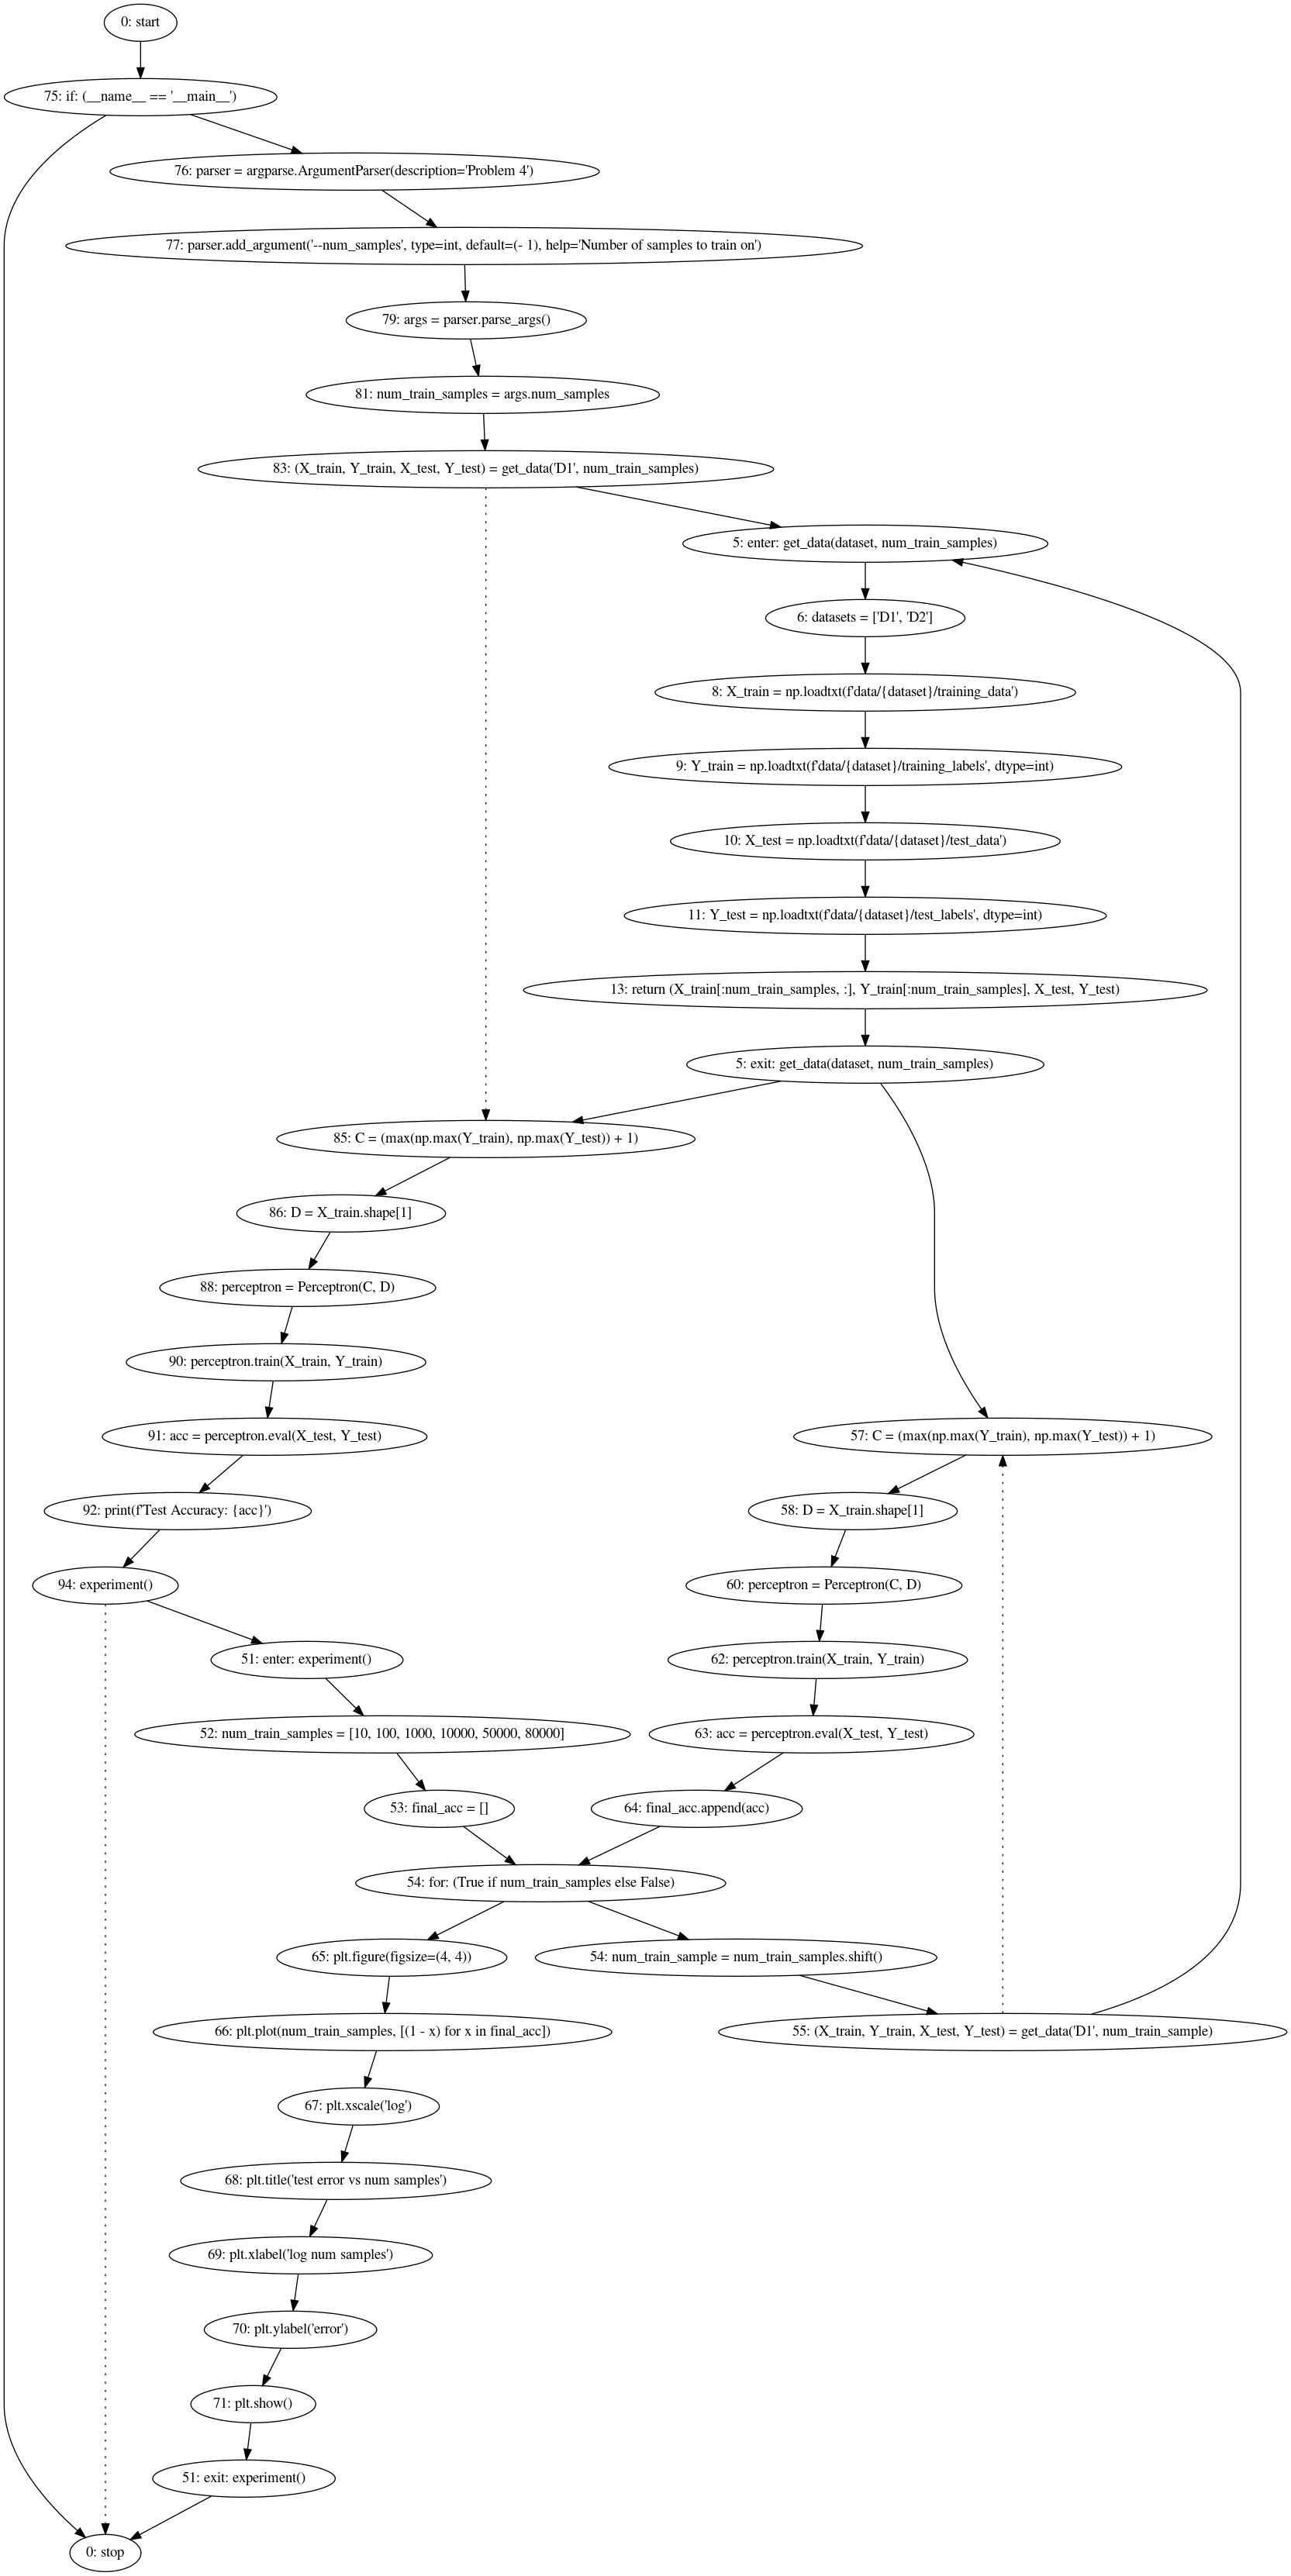 0: start
75: if: (__name__ == '__main__')
76: parser = argparse.ArgumentParser(description='Problem 4')
77: parser.add_argument('--num_samples', type=int, default=(- 1), help='Number of samples to train on')
79: args = parser.parse_args()
81: num_train_samples = args.num_samples
83: (X_train, Y_train, X_test, Y_test) = get_data('D1', num_train_samples)
5: enter: get_data(dataset, num_train_samples)
6: datasets = ['D1', 'D2']
8: X_train = np.loadtxt(f'data/{dataset}/training_data')
9: Y_train = np.loadtxt(f'data/{dataset}/training_labels', dtype=int)
10: X_test = np.loadtxt(f'data/{dataset}/test_data')
11: Y_test = np.loadtxt(f'data/{dataset}/test_labels', dtype=int)
13: return (X_train[:num_train_samples, :], Y_train[:num_train_samples], X_test, Y_test)
5: exit: get_data(dataset, num_train_samples)
85: C = (max(np.max(Y_train), np.max(Y_test)) + 1)
86: D = X_train.shape[1]
88: perceptron = Perceptron(C, D)
90: perceptron.train(X_train, Y_train)
91: acc = perceptron.eval(X_test, Y_test)
57: C = (max(np.max(Y_train), np.max(Y_test)) + 1)
92: print(f'Test Accuracy: {acc}')
58: D = X_train.shape[1]
94: experiment()
60: perceptron = Perceptron(C, D)
51: enter: experiment()
62: perceptron.train(X_train, Y_train)
52: num_train_samples = [10, 100, 1000, 10000, 50000, 80000]
63: acc = perceptron.eval(X_test, Y_test)
53: final_acc = []
64: final_acc.append(acc)
54: for: (True if num_train_samples else False)
65: plt.figure(figsize=(4, 4))
54: num_train_sample = num_train_samples.shift()
66: plt.plot(num_train_samples, [(1 - x) for x in final_acc])
55: (X_train, Y_train, X_test, Y_test) = get_data('D1', num_train_sample)
67: plt.xscale('log')
68: plt.title('test error vs num samples')
69: plt.xlabel('log num samples')
70: plt.ylabel('error')
71: plt.show()
51: exit: experiment()
0: stop